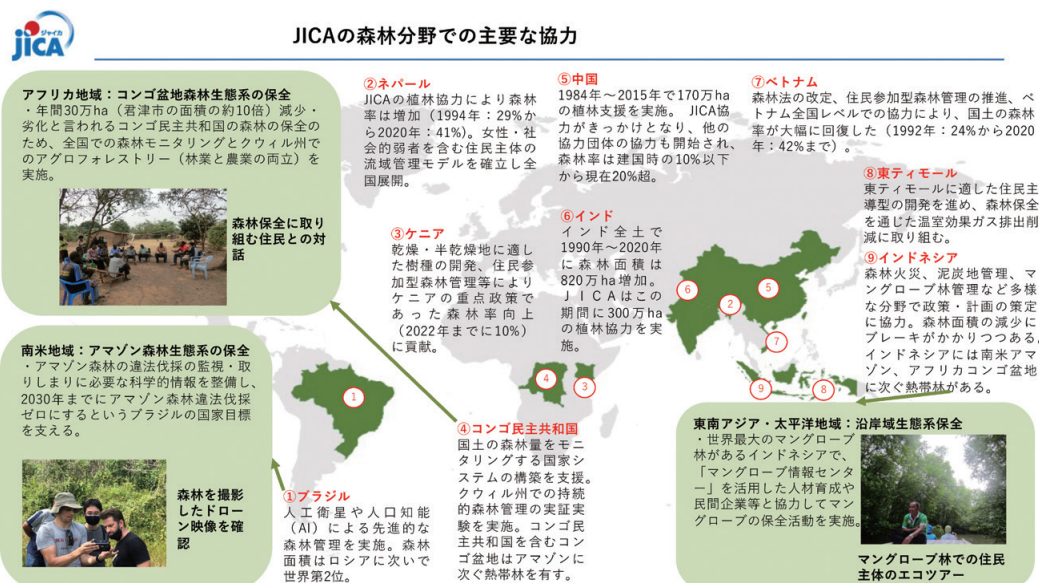 ジャイカ
JICA
JICAの森林分野での主要な協力
アフリカ地域：コンゴ盆地森林生態系の保全
・年間30万ha（君津市の面積の約10倍）減少・
劣化と言われるコンゴ民主共和国の森林の保全の
ため、全国での森林モニタリングとクウィル州で
のアグロフォレストリー（林業と農業の両立）を
実施。
森林保全に取り
組む住民との対
話
南米地域：アマゾン森林生態系の保全
・アマゾン森林の違法伐採の監視・取
りしまりに必要な科学的情報を整備し、
2030年までにアマゾン森林違法伐採
ゼロにするというブラジルの国家目標
を支える。
森林を撮影
したドロー
ン映像を確
認
①ブラジル
人工衛星や人口知能
（AI）による先進的な
森林管理を実施。森林
面積はロシアに次いで
世界第2位。
②ネパール
JICAの植林協力により森林
率は増加（1994年：29%か
ら2020年：41%）。女性・社
会的弱者を含む住民主体の
流域管理モデルを確立し全
国展開。
③ケニア
乾燥・半乾燥地に適し
た樹種の開発、住民参
加型森林管理等により
ケニアの重点政策で
あった森林率向上
（2022年までに10%）
に貢献。
④コンゴ民主共和国
国土の森林量をモニ
タリングする国家シ
ステムの構築を支援。
クウィル州での持続
的森林管理の実証実
験を実施。コンゴ民
主共和国を含むコン
ゴ盆地はアマゾンに
次ぐ熱帯林を有す。
⑤中国
1984年～2015年で170万ha
の植林支援を実施。 JICA協
力がきっかけとなり、他の
協力団体の協力も開始され、
森林率は建国時の10%以下
から現在20%超。
⑥インド
インド全土で
1990年～2020年
に森林面積は
820万ha増加。
ＪＩＣＡはこの
期間に300万ha
の植林協力を実
施。
⑦ベトナム
森林法の改定、住民参加型森林管理の推進、ベ
トナム全国レベルでの協力により、国土の森林
率が大幅に回復した（1992年：24%から2020
年：42%まで）。
⑧東ティモール
東ティモールに適した住民主
導型の開発を進め、森林保全
を通じた温室効果ガス排出削
減に取り組む。
⑨インドネシア
森林火災、泥炭地管理、マ
ングローブ林管理など多様
な分野で政策・計画の策定
に協力。森林面積の減少に
ブレーキがかかりつつある。
インドネシアには南米アマ
ゾン、アフリカコンゴ盆地
に次ぐ熱帯林がある。
1
4
3
6
2
5
7
9
8
東南アジア・太平洋地域：沿岸域生態系保全
・世界最大のマングローブ
林があるインドネシアで、
「マングローブ情報センタ
ー」を活用した人材育成や
民間企業等と協力してマン
グローブの保全活動を実施。
マングローブ林での住民
主体のエコツアー